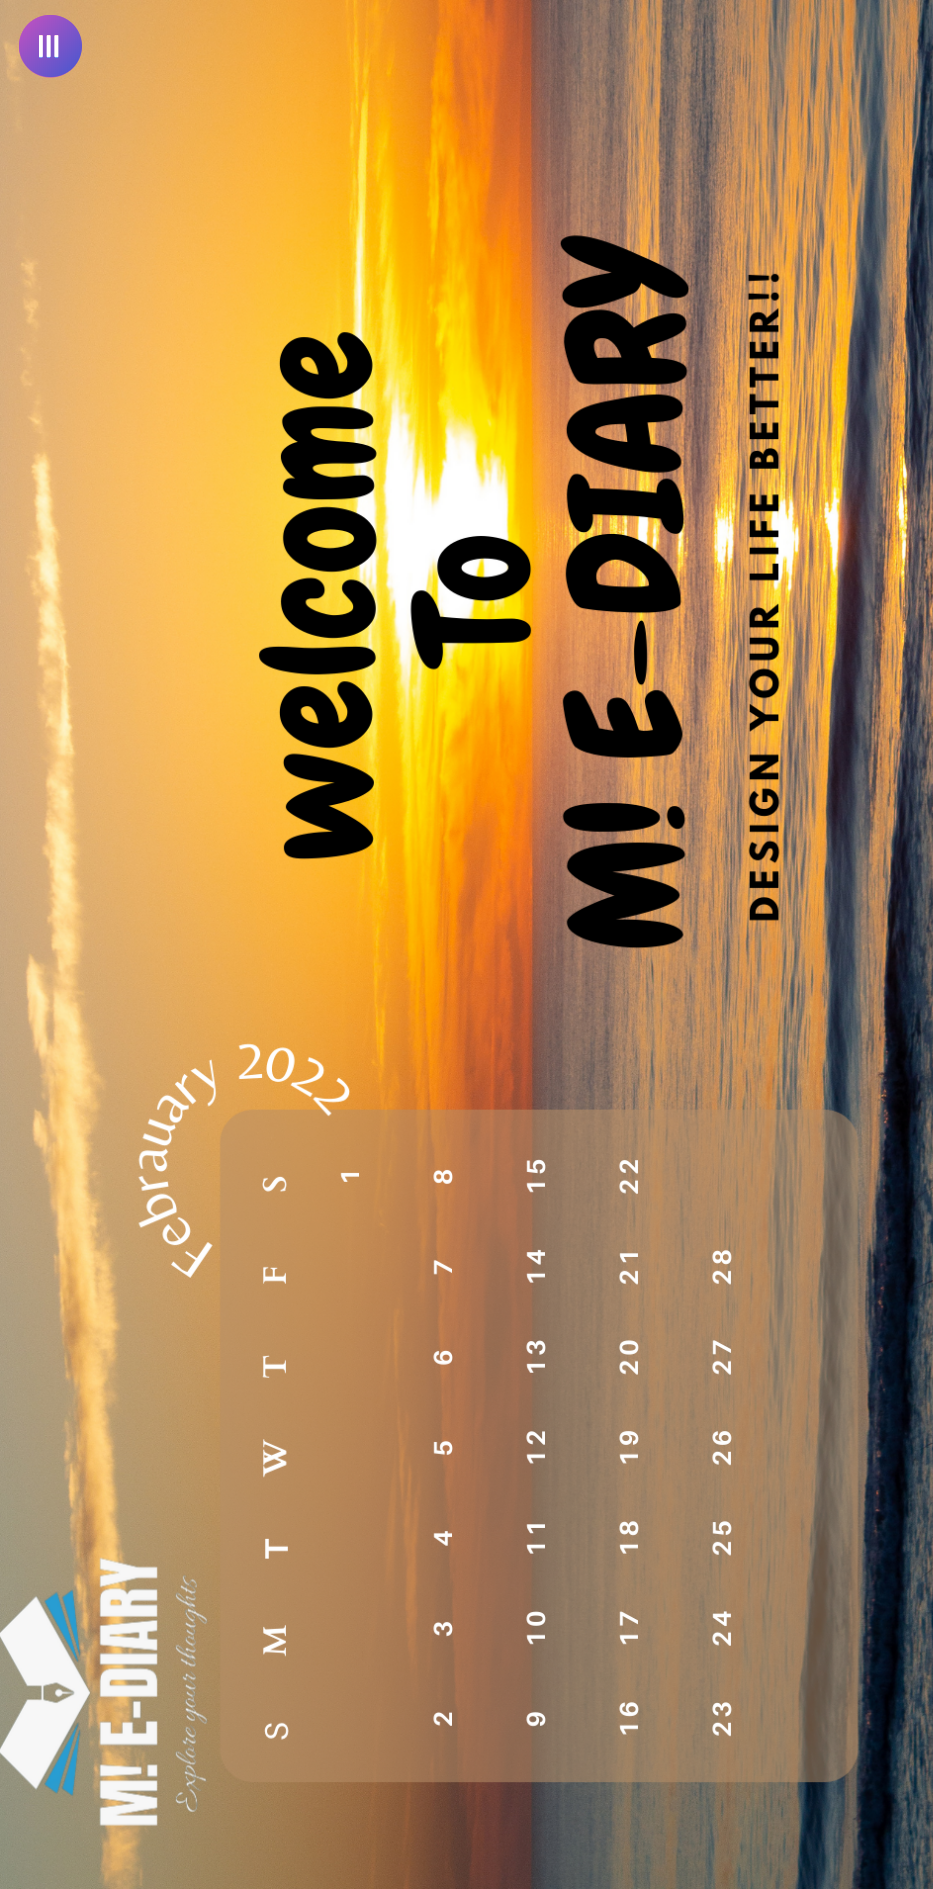 M! E-DIARY
Explore your thoughts
Febrauary 2022
S M T W T F S
1
2 3 4 5 6 7 8
9 10 11 12 13 14 15
16 17 18 19 20 21 22
23 24 25 26 27 28
welcome
To
M! E-DIARY
DESIGN YOUR LIFE BETTER!!